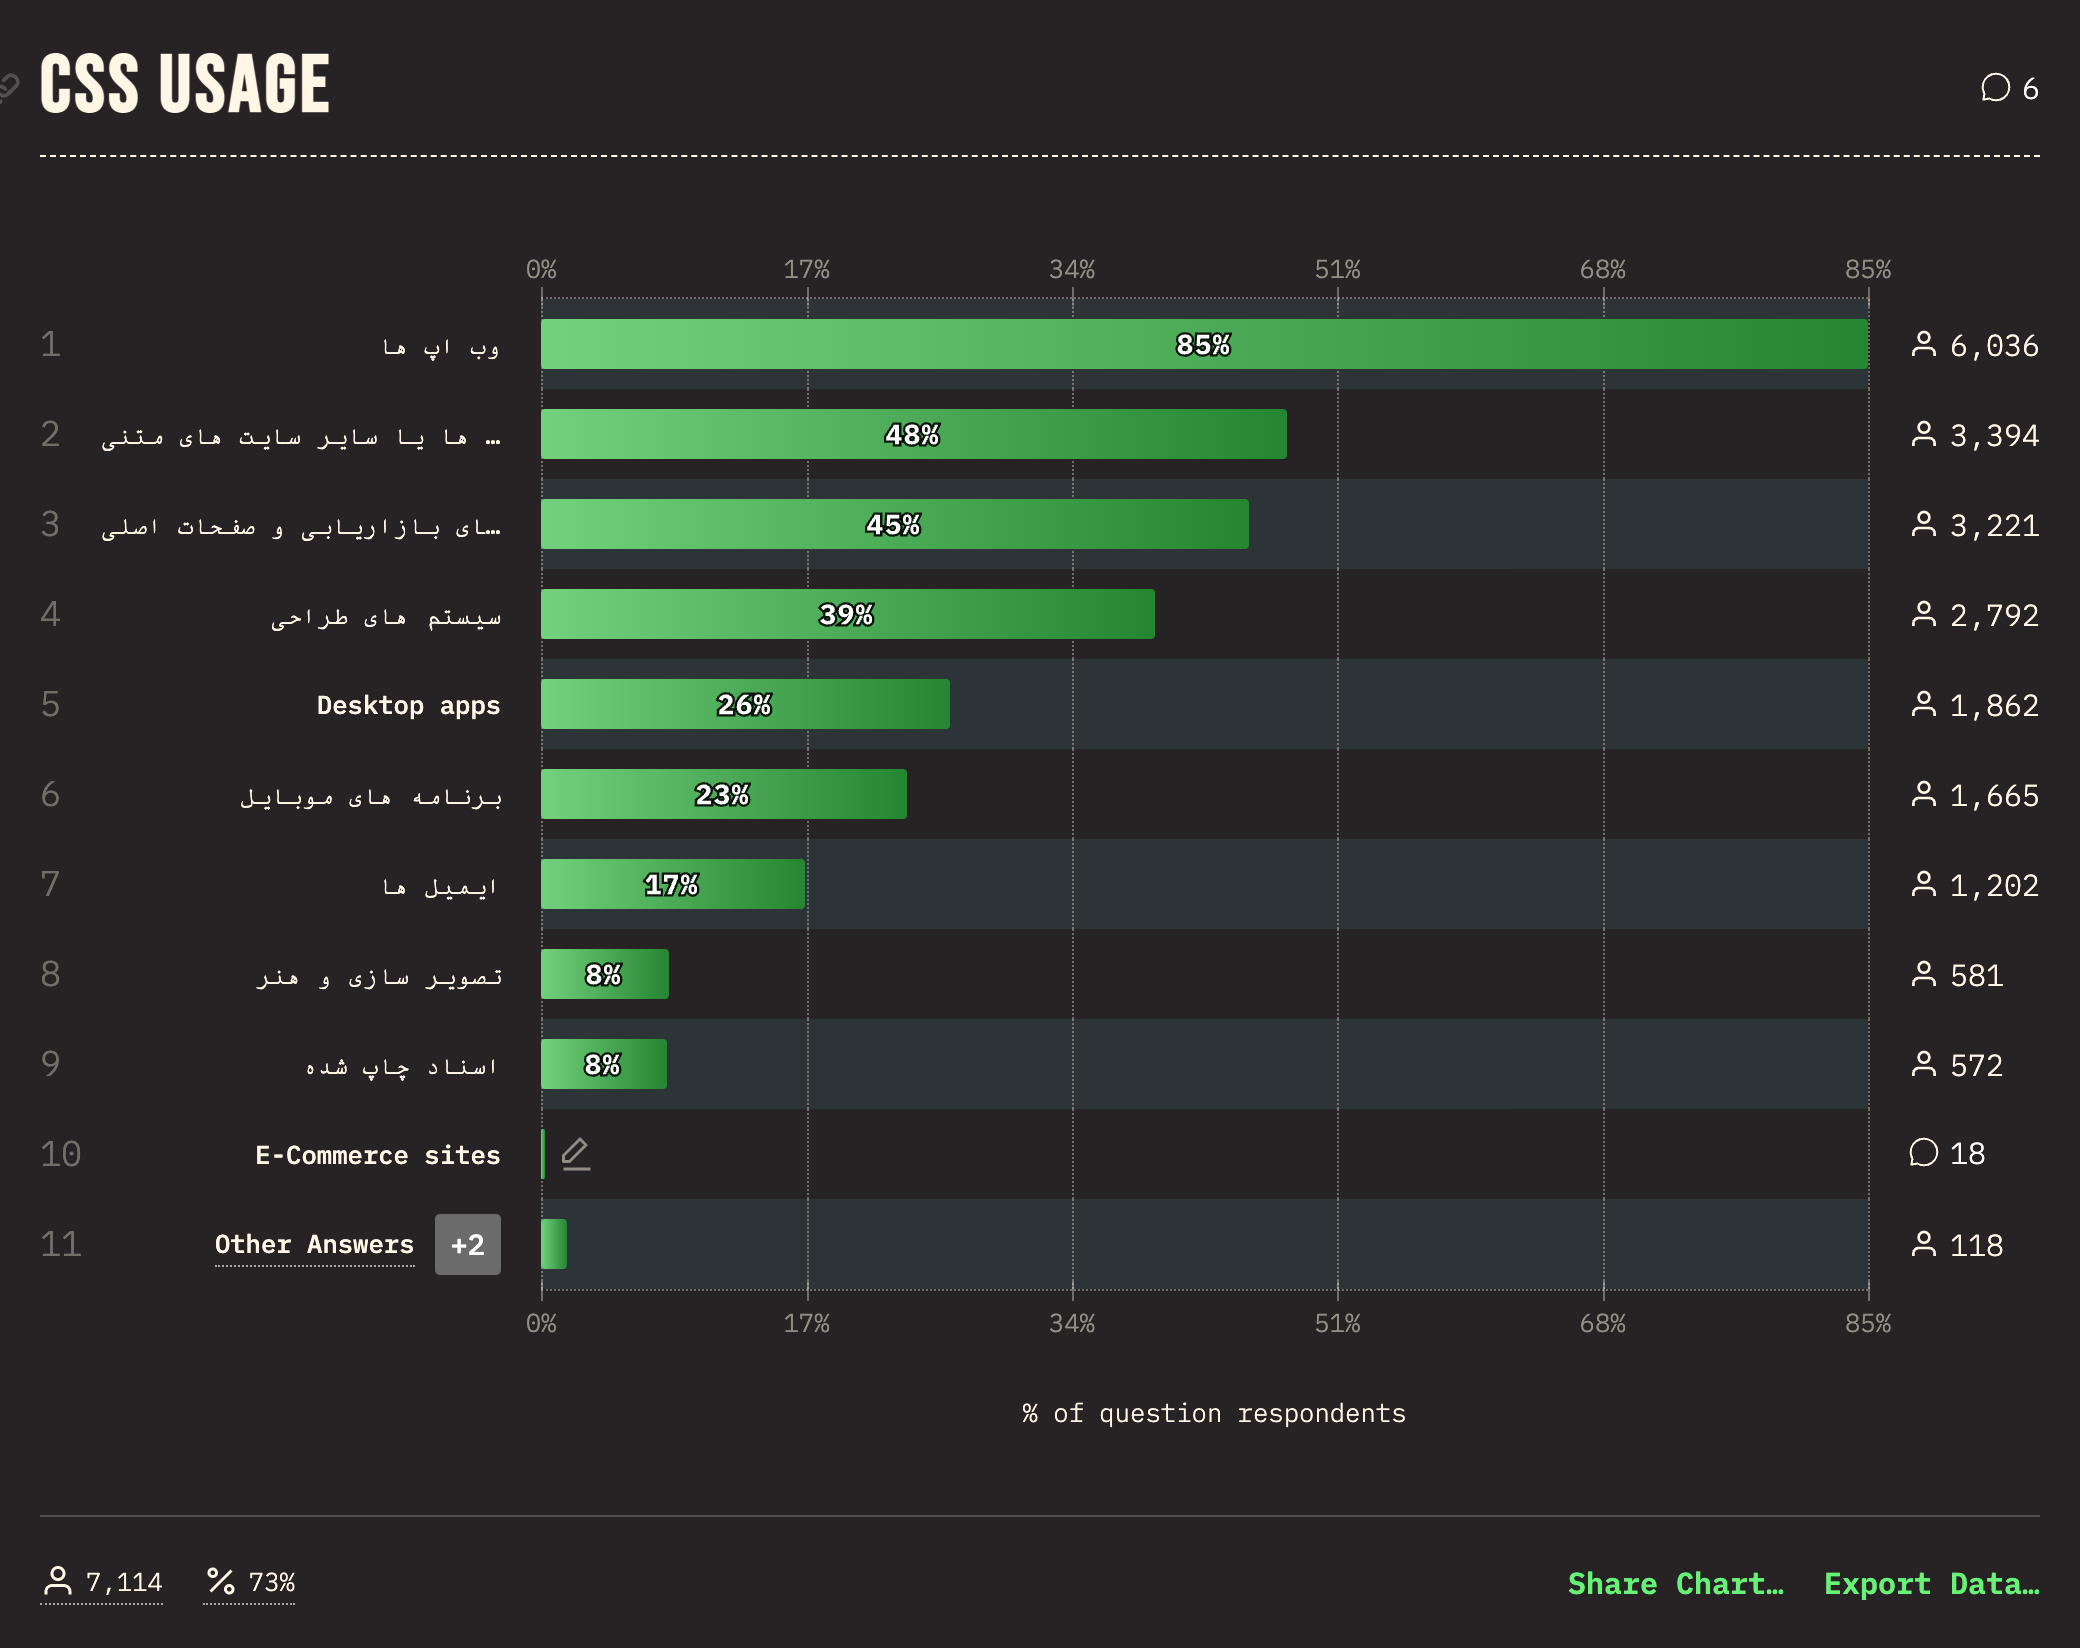 CSS USAGE
6
0% 17% 34% 51% 68% 85%
1 وب اپ ها 85% 6,036
2 … ها یا سایر سایت های متنی 48% 3,394
3 …ای بازاریابی و صفحات اصلی 45% 3,221
4 سیستم های طراحی 39% 2,792
5 Desktop apps 26% 1,862
6 برنامه های موبایل 23% 1,665
7 ایمیل ها 17% 1,202
8 تصویر سازی و هنر 8% 581
9 اسناد چاپ شده 8% 572
10 E-Commerce sites 18
11 Other Answers +2 118
0% 17% 34% 51% 68% 85%
% of question respondents
7,114 73% Share Chart… Export Data…